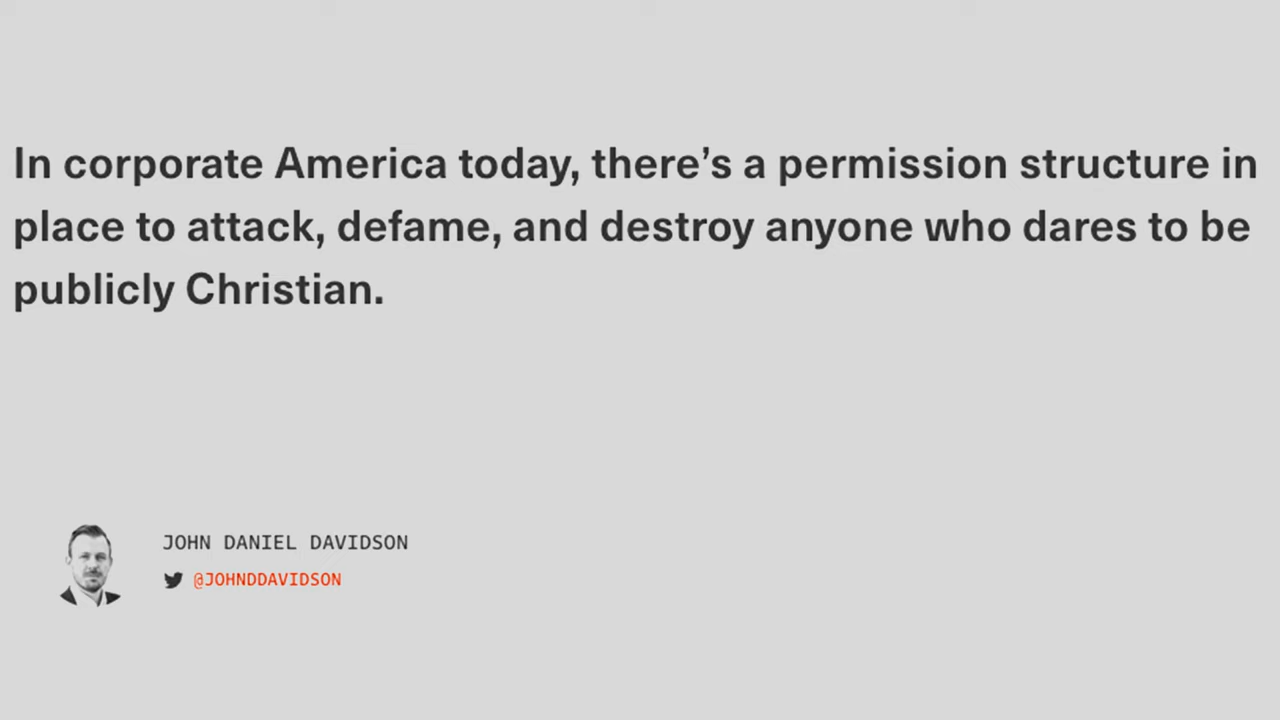 In corporate America today, there’s a permission structure in
place to attack, defame, and destroy anyone who dares to be
publicly Christian.
JOHN DANIEL DAVIDSON
@JOHNDDAVIDSON